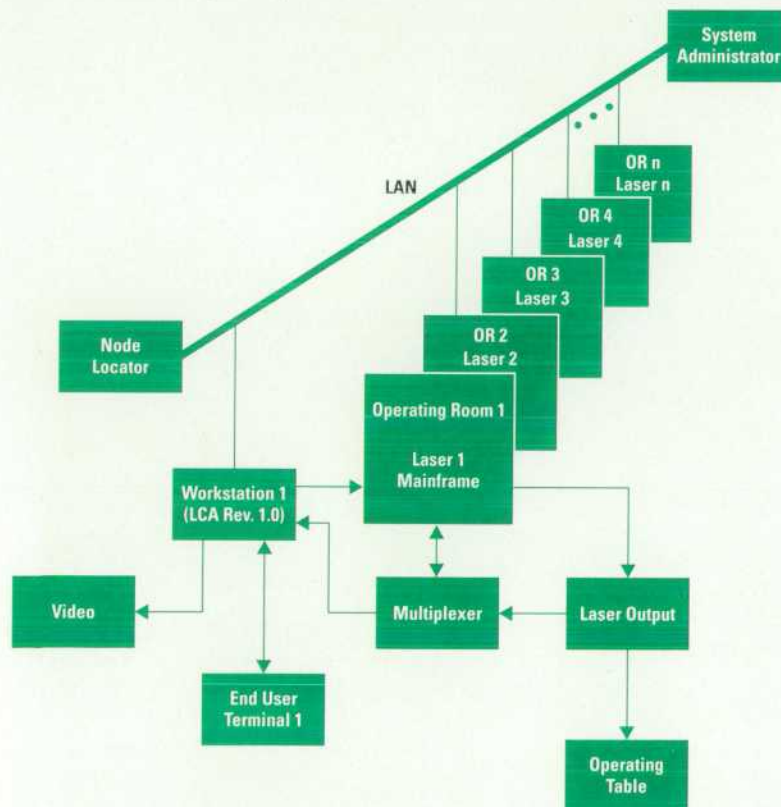 System
Administrator
LAN
OR n
Laser n
OR 4
Laser 4
OR 3
Laser 3
Node
Locator
OR 2
Laser 2
Operating Room 1
Laser 1
Mainframe
Workstation 1
(LCA Rev. 1.0)
Video
Multiplexer
Laser Output
End User
Terminal 1
Operating
Table